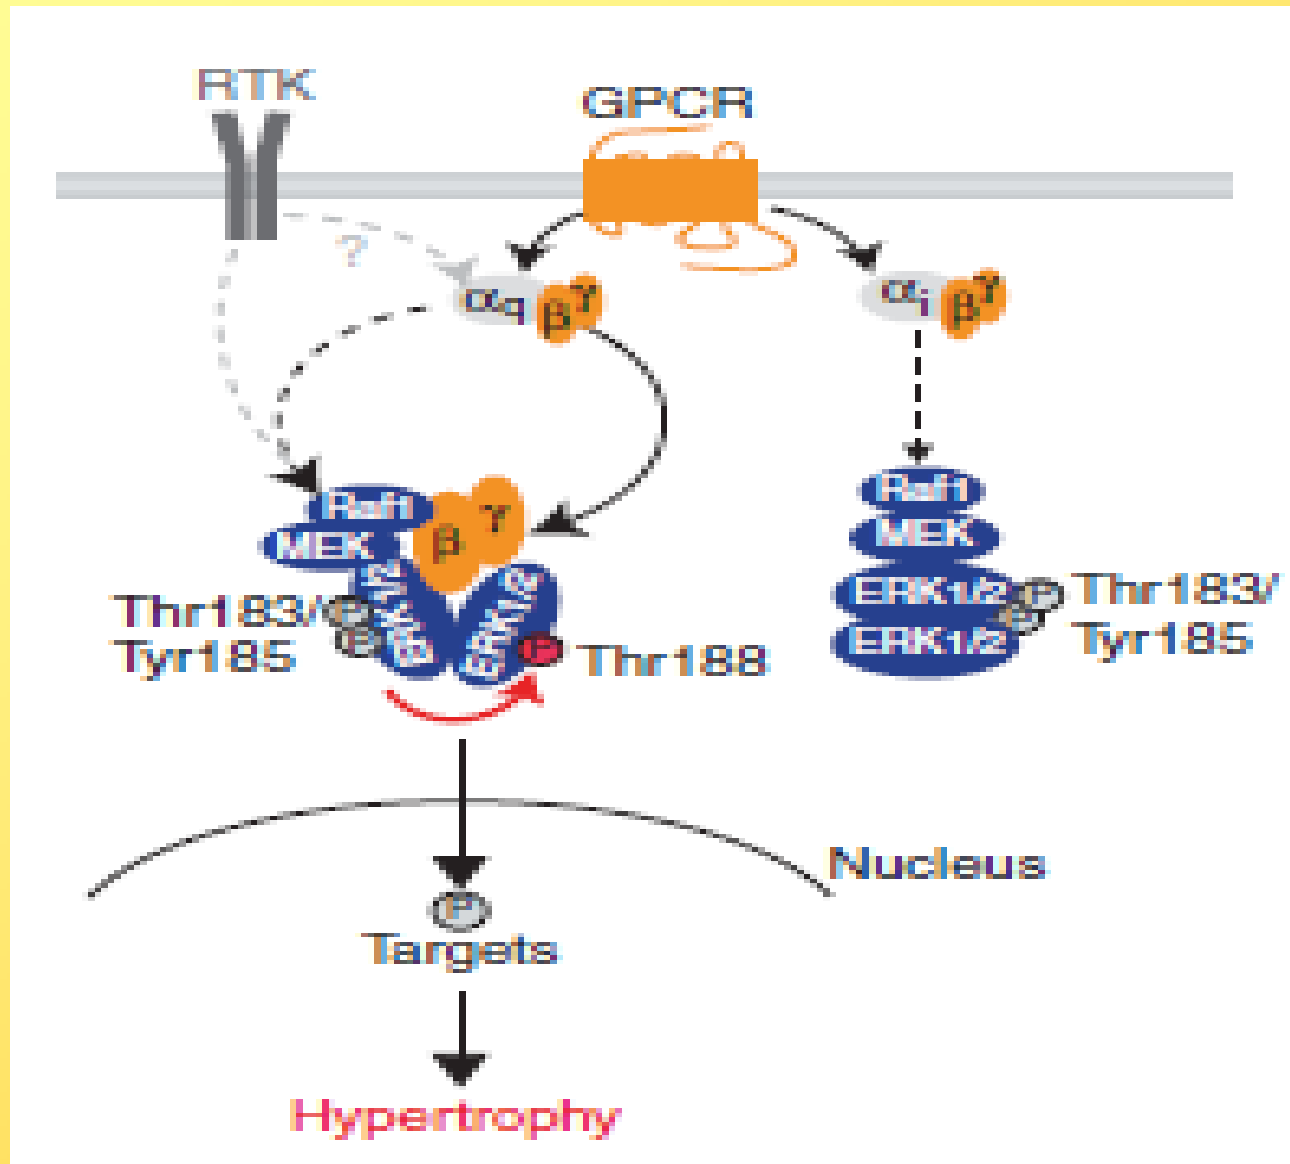 RTK
GPCR
?
αq
β
γ
αi
β
γ
Raf1
MEK
β
γ
ERK1/2
ERK1/2
Thr183/
Tyr185
P
P
P
Thr188
Raf1
MEK
ERK1/2
ERK1/2
P
P
Thr183/
Tyr185
Nucleus
P
Targets
Hypertrophy